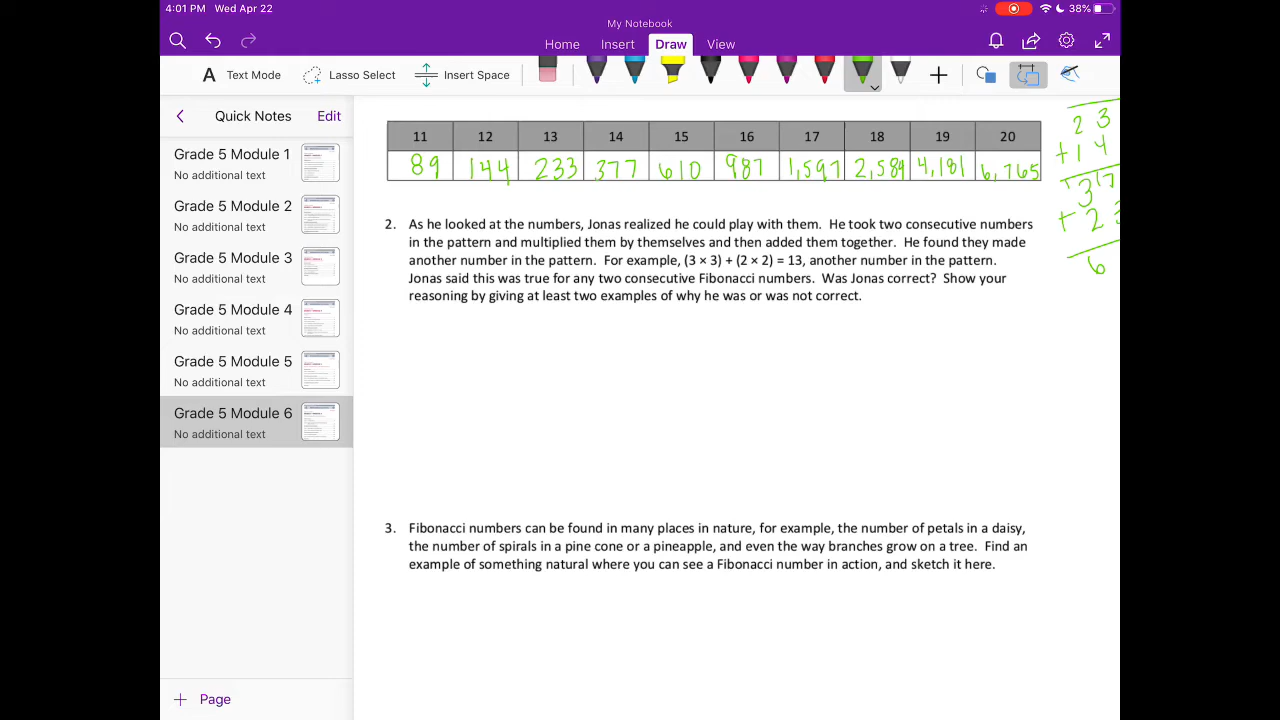 4:01 PM Wed Apr 22
38%
My Notebook
Home Insert Draw View
Text Mode Lasso Select Insert Space
Quick Notes Edit
Grade 5 Module 1
No additional text
Grade 5 Module 2
No additional text
Grade 5 Module 3
No additional text
Grade 5 Module 4
No additional text
Grade 5 Module 5
No additional text
Grade 5 Module 6
No additional text
Page
11 12 13 14 15 16 17 18 19 20
89 233 377 610 1,59 2,589 181 6,765
2 3
+ 1 4
3 7
+ 2 3
6
2. As he looked at the numbers, Jonas realized he could play with them. He took two consecutive numbers
in the pattern and multiplied them by themselves and then added them together. He found they made
another number in the pattern. For example, (3 × 3) + (2 × 2) = 13, another number in the pattern.
Jonas said this was true for any two consecutive Fibonacci numbers. Was Jonas correct? Show your
reasoning by giving at least two examples of why he was or was not correct.
3. Fibonacci numbers can be found in many places in nature, for example, the number of petals in a daisy,
the number of spirals in a pine cone or a pineapple, and even the way branches grow on a tree. Find an
example of something natural where you can see a Fibonacci number in action, and sketch it here.